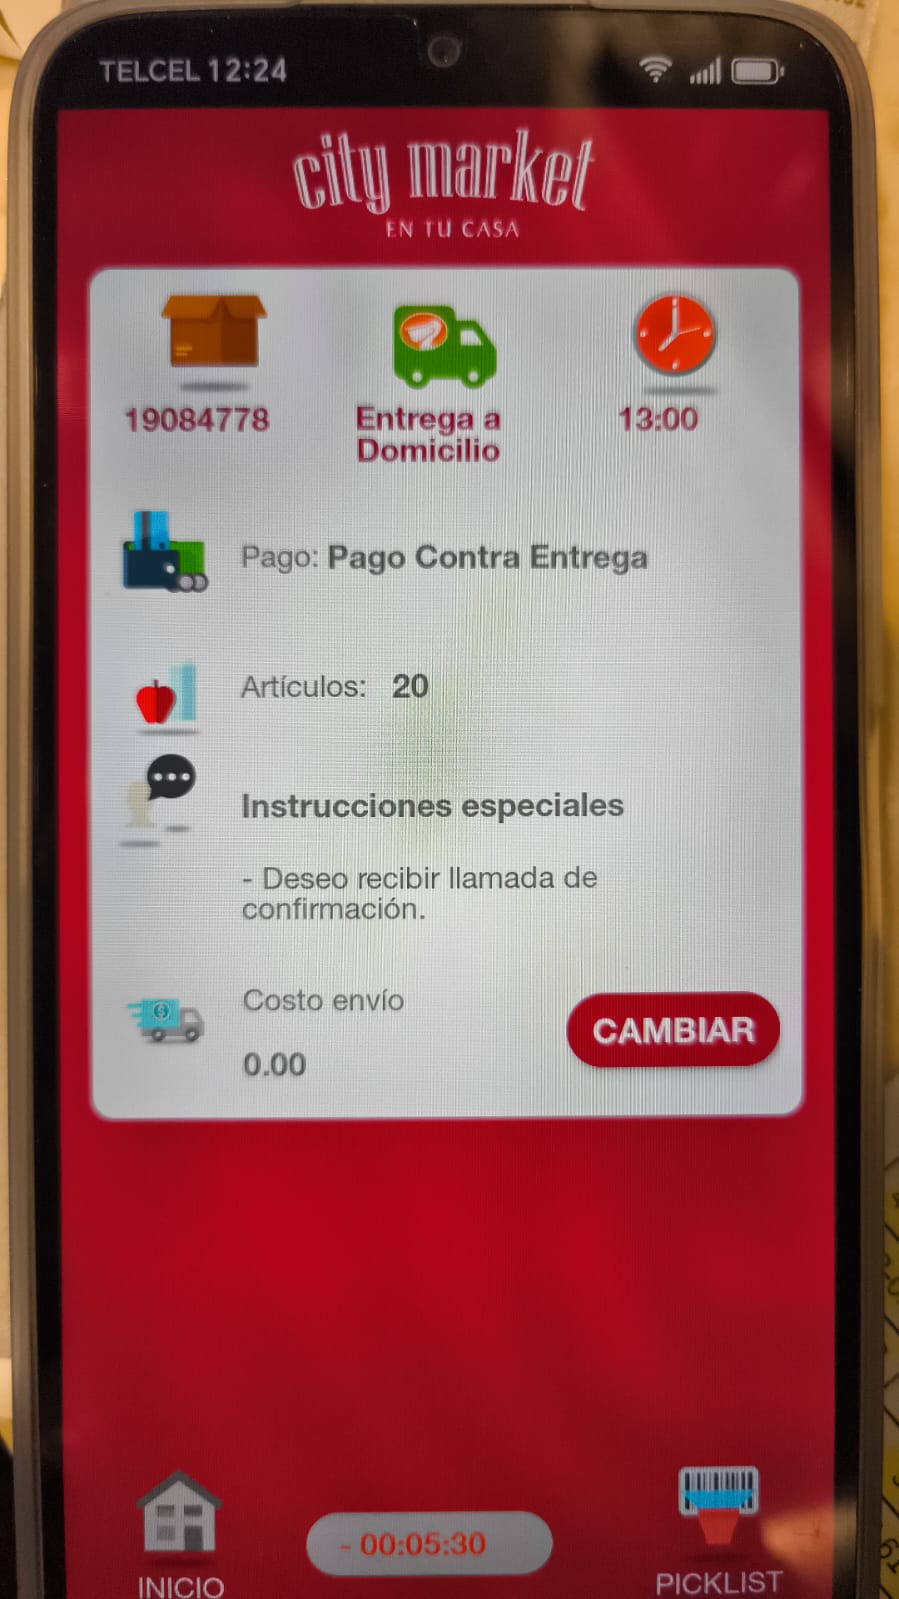 TELCEL 12:24
city market
EN TU CASA
19084778
Entrega a
Domicilio
13:00
Pago: Pago Contra Entrega
Artículos: 20
Instrucciones especiales
- Deseo recibir llamada de
confirmación.
Costo envío
0.00
CAMBIAR
- 00:05:30
INICIO
PICKLIST